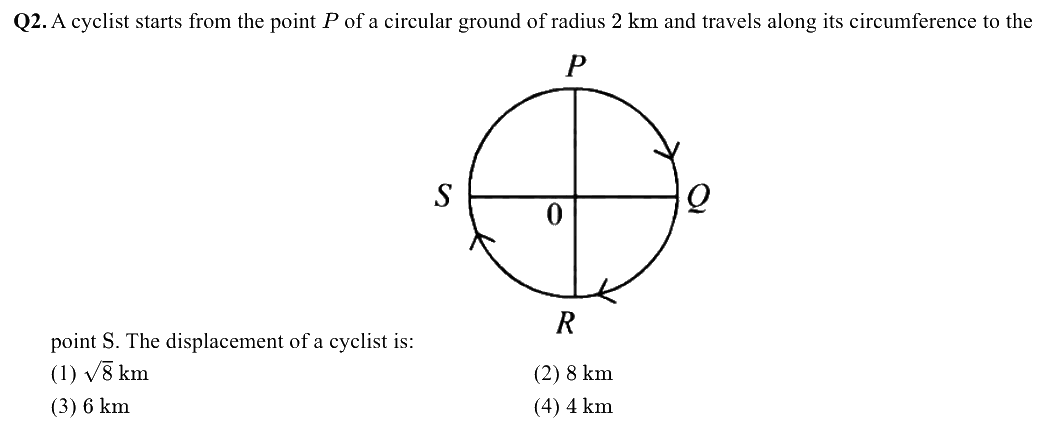 Q2. A cyclist starts from the point P of a circular ground of radius 2 km and travels along its circumference to the
P
S
0
Q
R
point S. The displacement of a cyclist is:
(1) √8 km
(2) 8 km
(3) 6 km
(4) 4 km